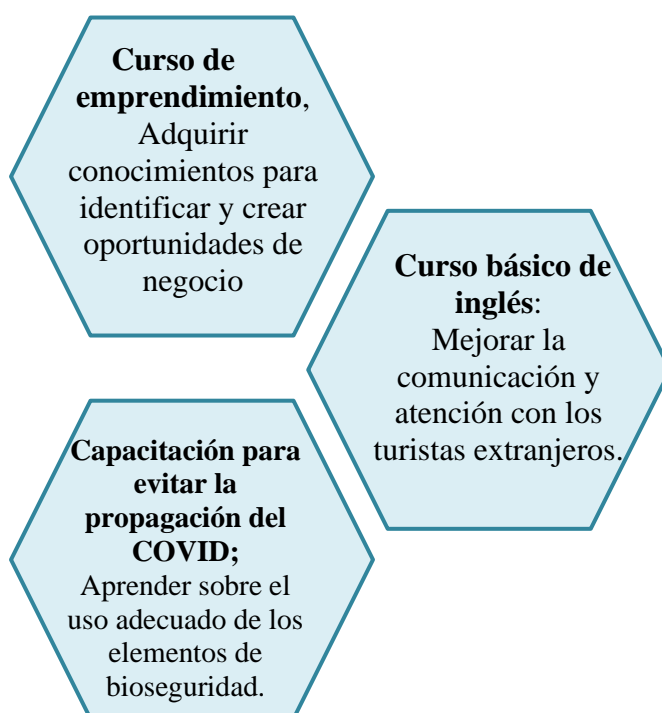 Curso de
emprendimiento,
Adquirir
conocimientos para
identificar y crear
oportunidades de
negocio
Curso básico de
inglés:
Mejorar la
comunicación y
atención con los
turistas extranjeros.
Capacitación para
evitar la
propagación del
COVID;
Aprender sobre el
uso adecuado de los
elementos de
bioseguridad.